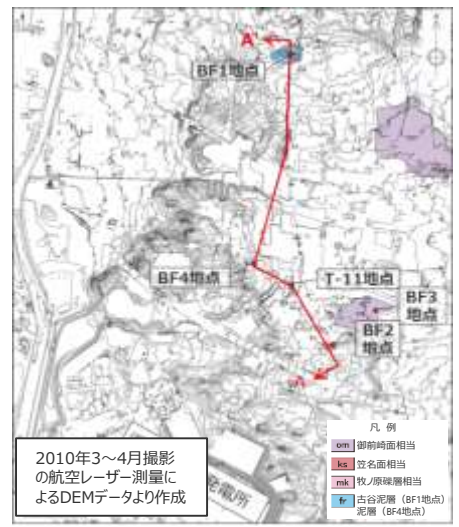 A'
BF1地点
BF4地点
T-11地点
BF3
地点
BF2
地点
A
発電所
2010年3～4月撮影
の航空レーザー測量に
よるDEMデータより作成
凡 例
om 御前崎面相当
ks 笠名面相当
mk 牧ノ原礫層相当
fr 古谷泥層（BF1地点）
泥層（BF4地点）